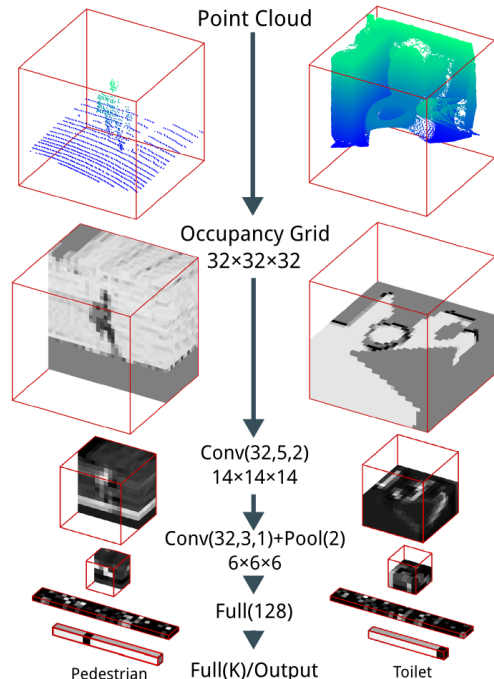 Point Cloud
Occupancy Grid
32×32×32
Conv(32,5,2)
14×14×14
Conv(32,3,1)+Pool(2)
6×6×6
Full(128)
Pedestrian
Full(K)/Output
Toilet